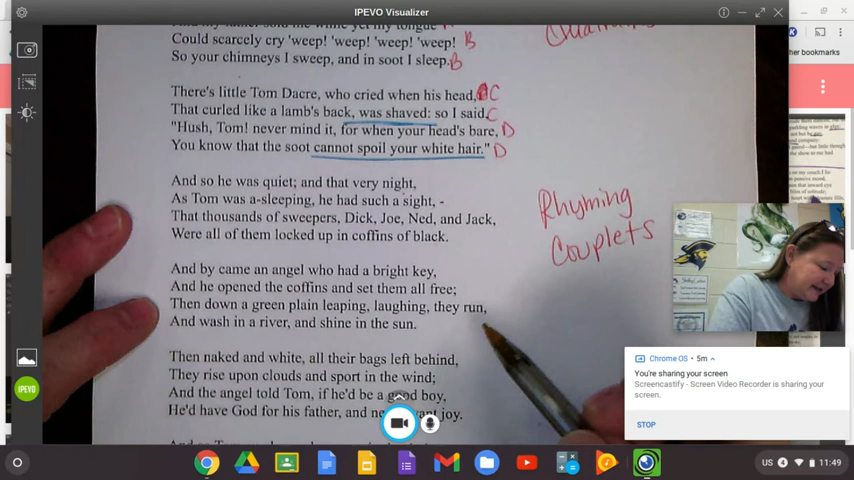 IPEVO Visualizer
Could scarcely cry 'weep! 'weep! 'weep! 'weep! B
So your chimneys I sweep, and in soot I sleep. B
There's little Tom Dacre, who cried when his head, C
That curled like a lamb's back, was shaved: so I said, C
"Hush, Tom! never mind it, for when your head's bare, D
You know that the soot cannot spoil your white hair." D
And so he was quiet; and that very night,
As Tom was a-sleeping, he had such a sight, -
That thousands of sweepers, Dick, Joe, Ned, and Jack,
Were all of them locked up in coffins of black.
And by came an angel who had a bright key,
And he opened the coffins and set them all free;
Then down a green plain leaping, laughing, they run,
And wash in a river, and shine in the sun.
Then naked and white, all their bags left behind,
They rise upon clouds and sport in the wind;
And the angel told Tom, if he'd be a good boy,
He'd have God for his father, and joy.
Rhyming
Couplets
her bookmarks
Chrome OS • 5m
You're sharing your screen
Screencastify - Screen Video Recorder is sharing your
screen.
STOP
IPEVO
US 4 11:49